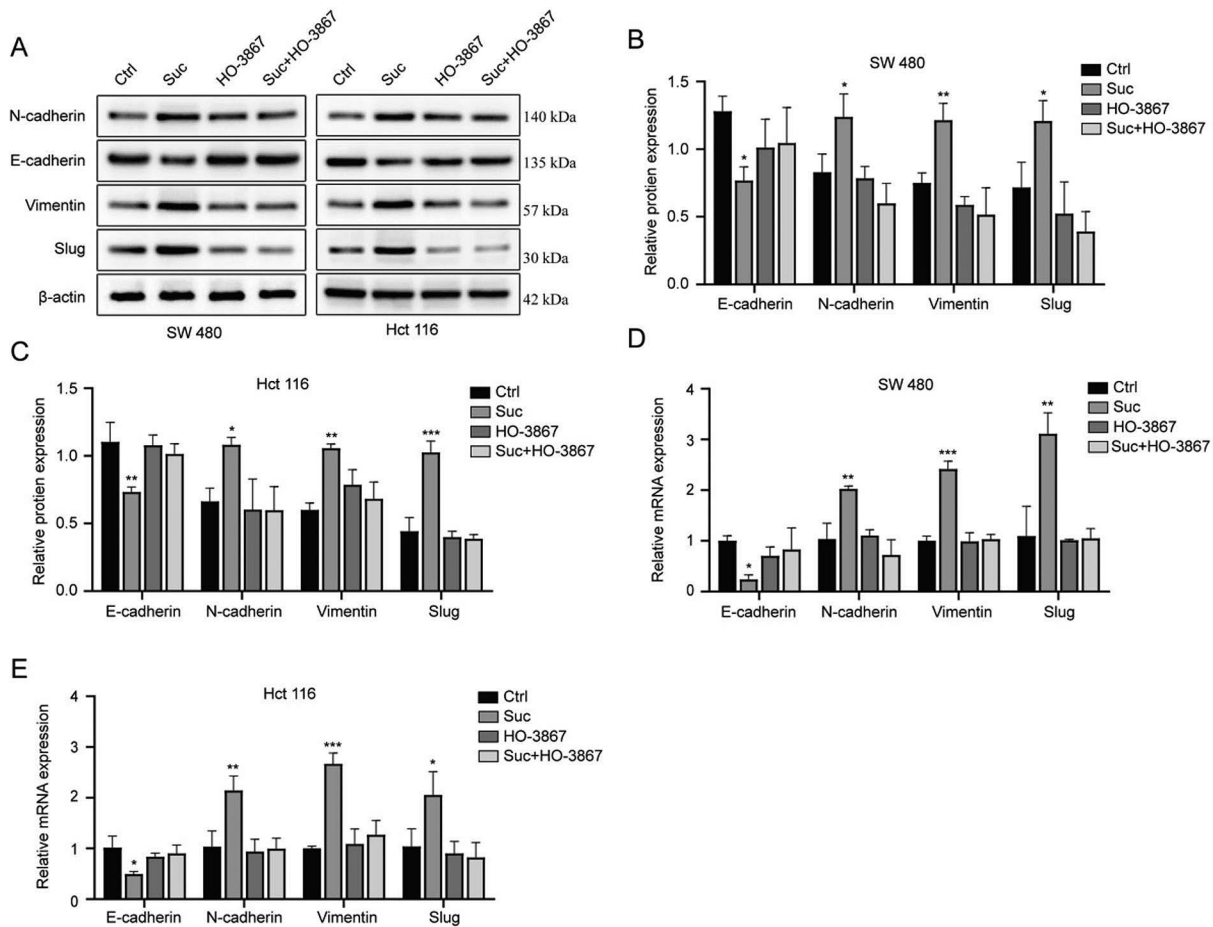 A
Ctrl Suc HO-3867 Suc+HO-3867 Ctrl Suc HO-3867 Suc+HO-3867
N-cadherin 140 kDa
E-cadherin 135 kDa
Vimentin 57 kDa
Slug 30 kDa
β-actin 42 kDa
SW 480 Hct 116
B
SW 480
Ctrl
Suc
HO-3867
Suc+HO-3867
Relative protien expression
1.5
1.0
0.5
0.0
* * ** *
E-cadherin N-cadherin Vimentin Slug
C
Hct 116
Ctrl
Suc
HO-3867
Suc+HO-3867
Relative protien expression
1.5
1.0
0.5
0.0
** * ** ***
E-cadherin N-cadherin Vimentin Slug
D
SW 480
Ctrl
Suc
HO-3867
Suc+HO-3867
Relative mRNA expression
4
3
2
1
0
* ** *** **
E-cadherin N-cadherin Vimentin Slug
E
Hct 116
Ctrl
Suc
HO-3867
Suc+HO-3867
Relative mRNA expression
4
3
2
1
0
* ** *** *
E-cadherin N-cadherin Vimentin Slug